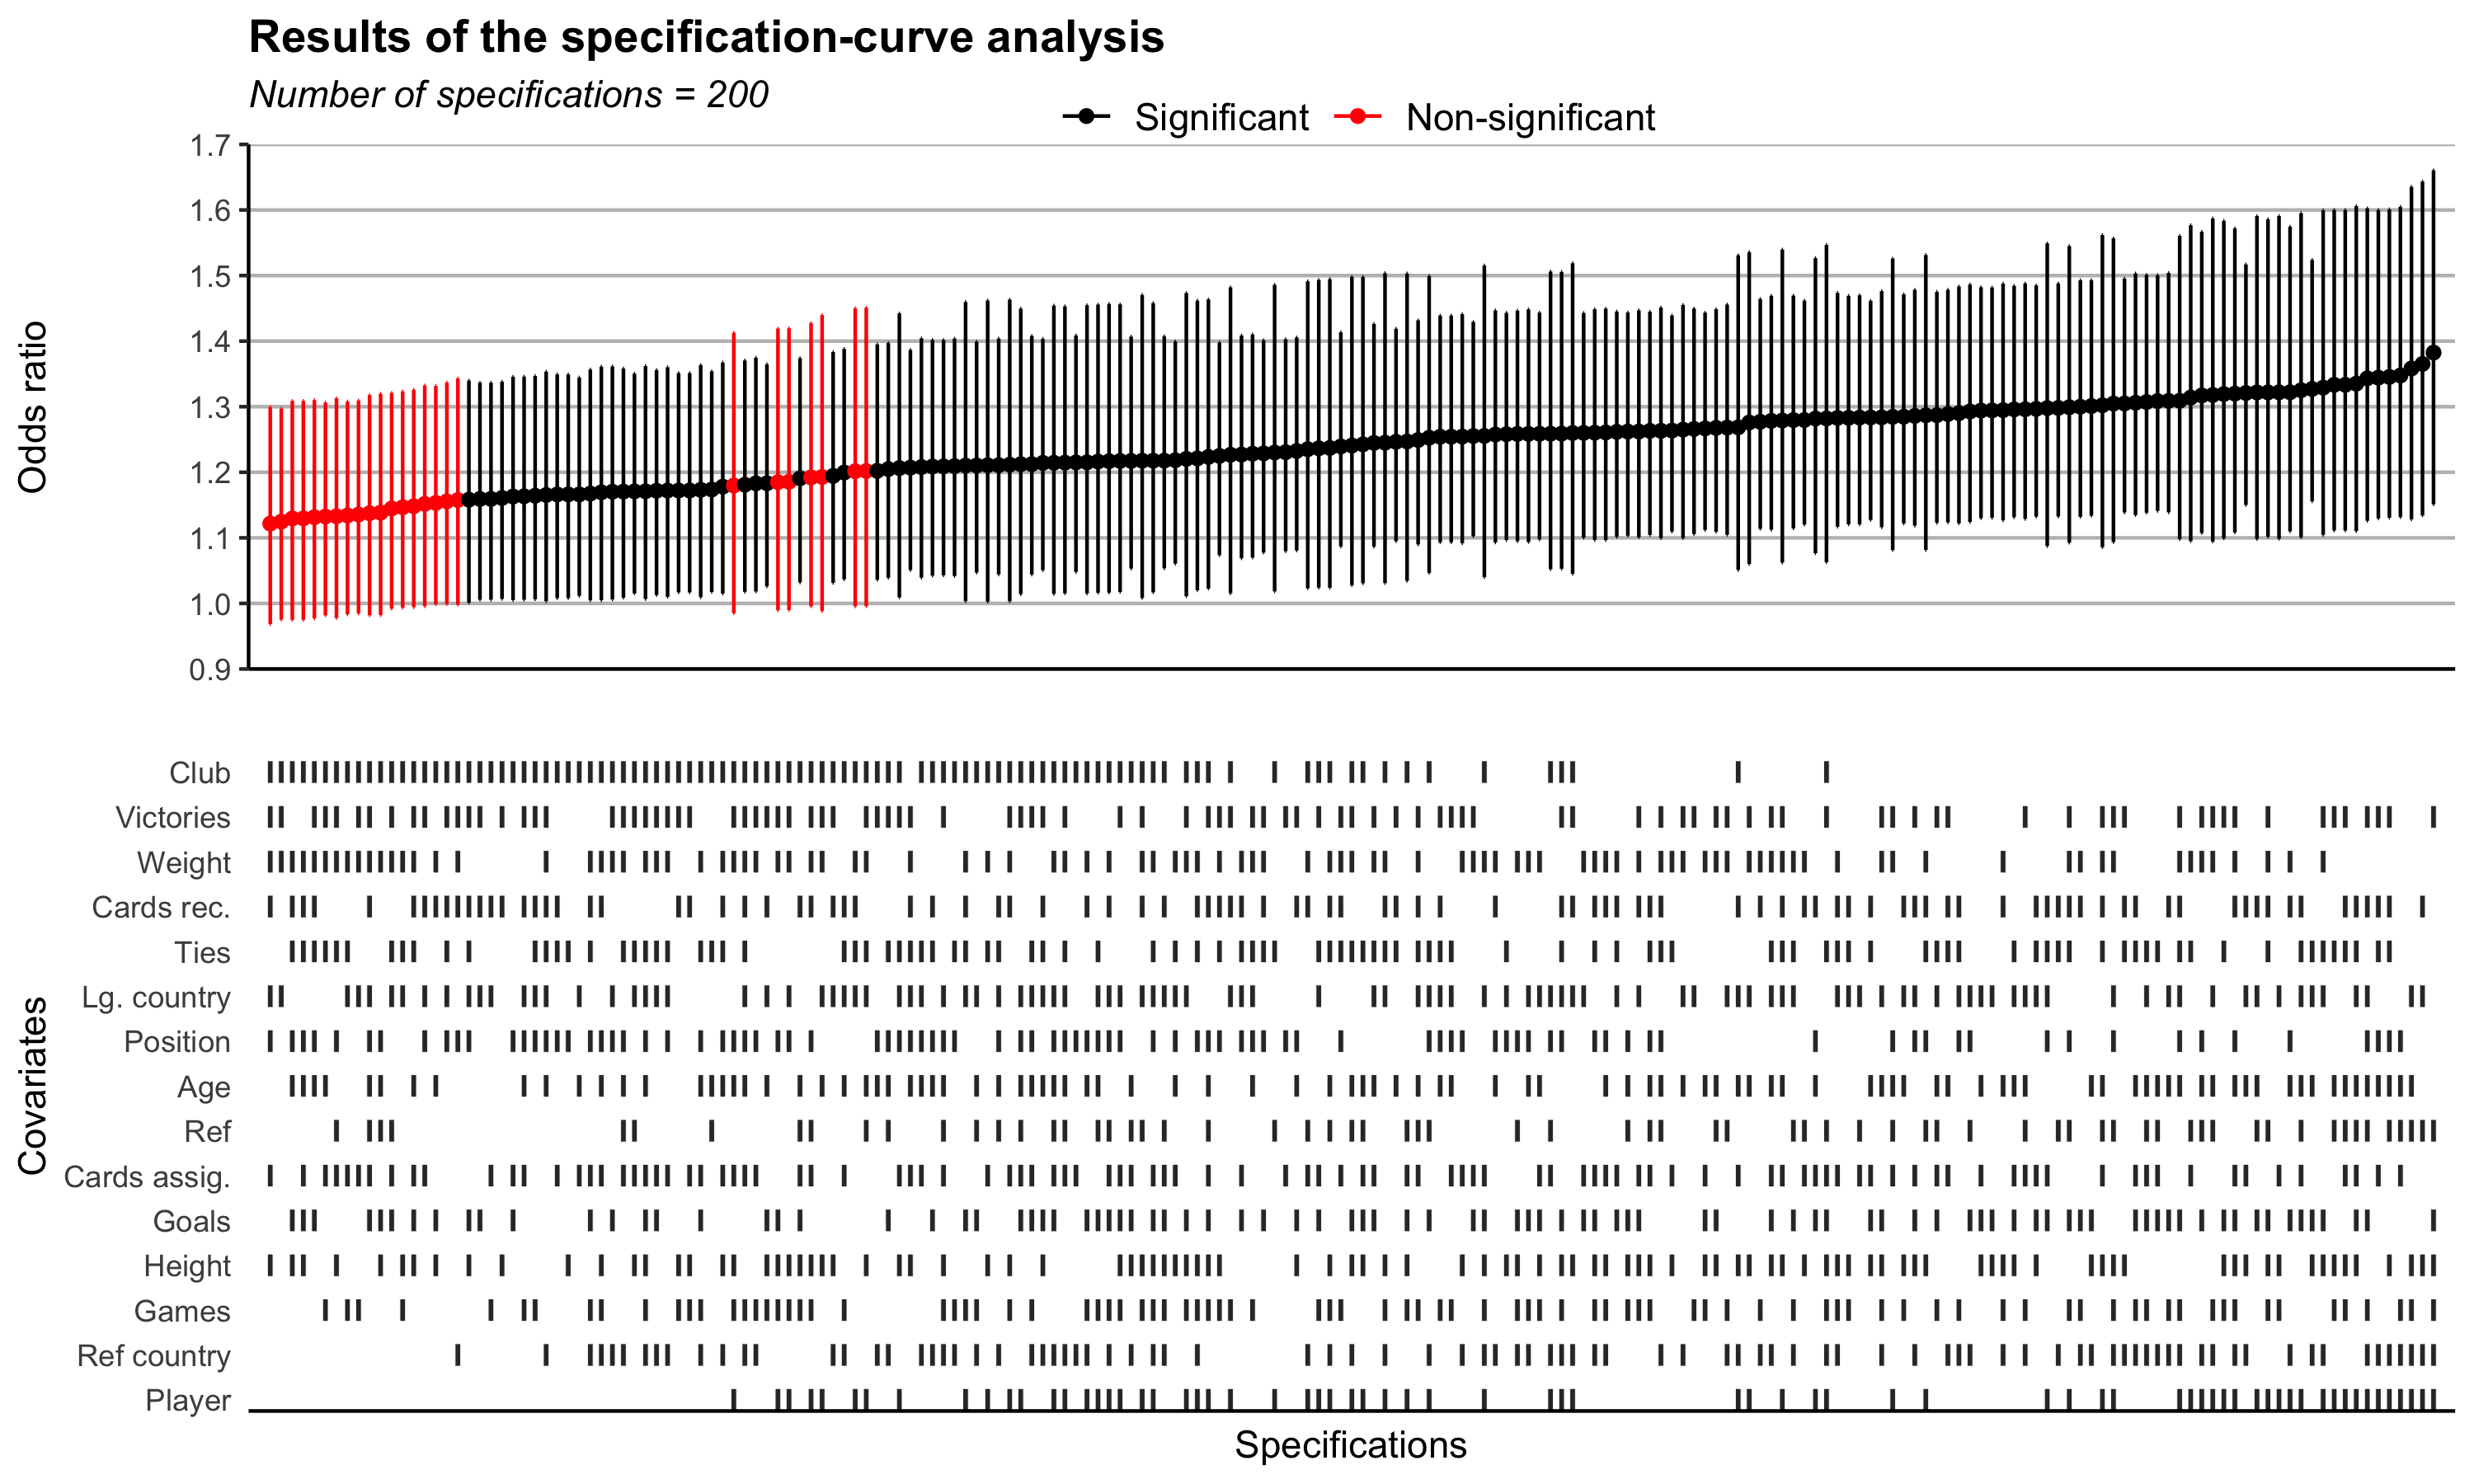 Results of the specification-curve analysis
Number of specifications = 200
Significant
Non-significant
1.7
1.6
1.5
1.4
1.3
1.2
1.1
1.0
0.9
Odds ratio
Club
Victories
Weight
Cards rec.
Ties
Lg. country
Position
Age
Ref
Cards assig.
Goals
Height
Games
Ref country
Player
Covariates
Specifications